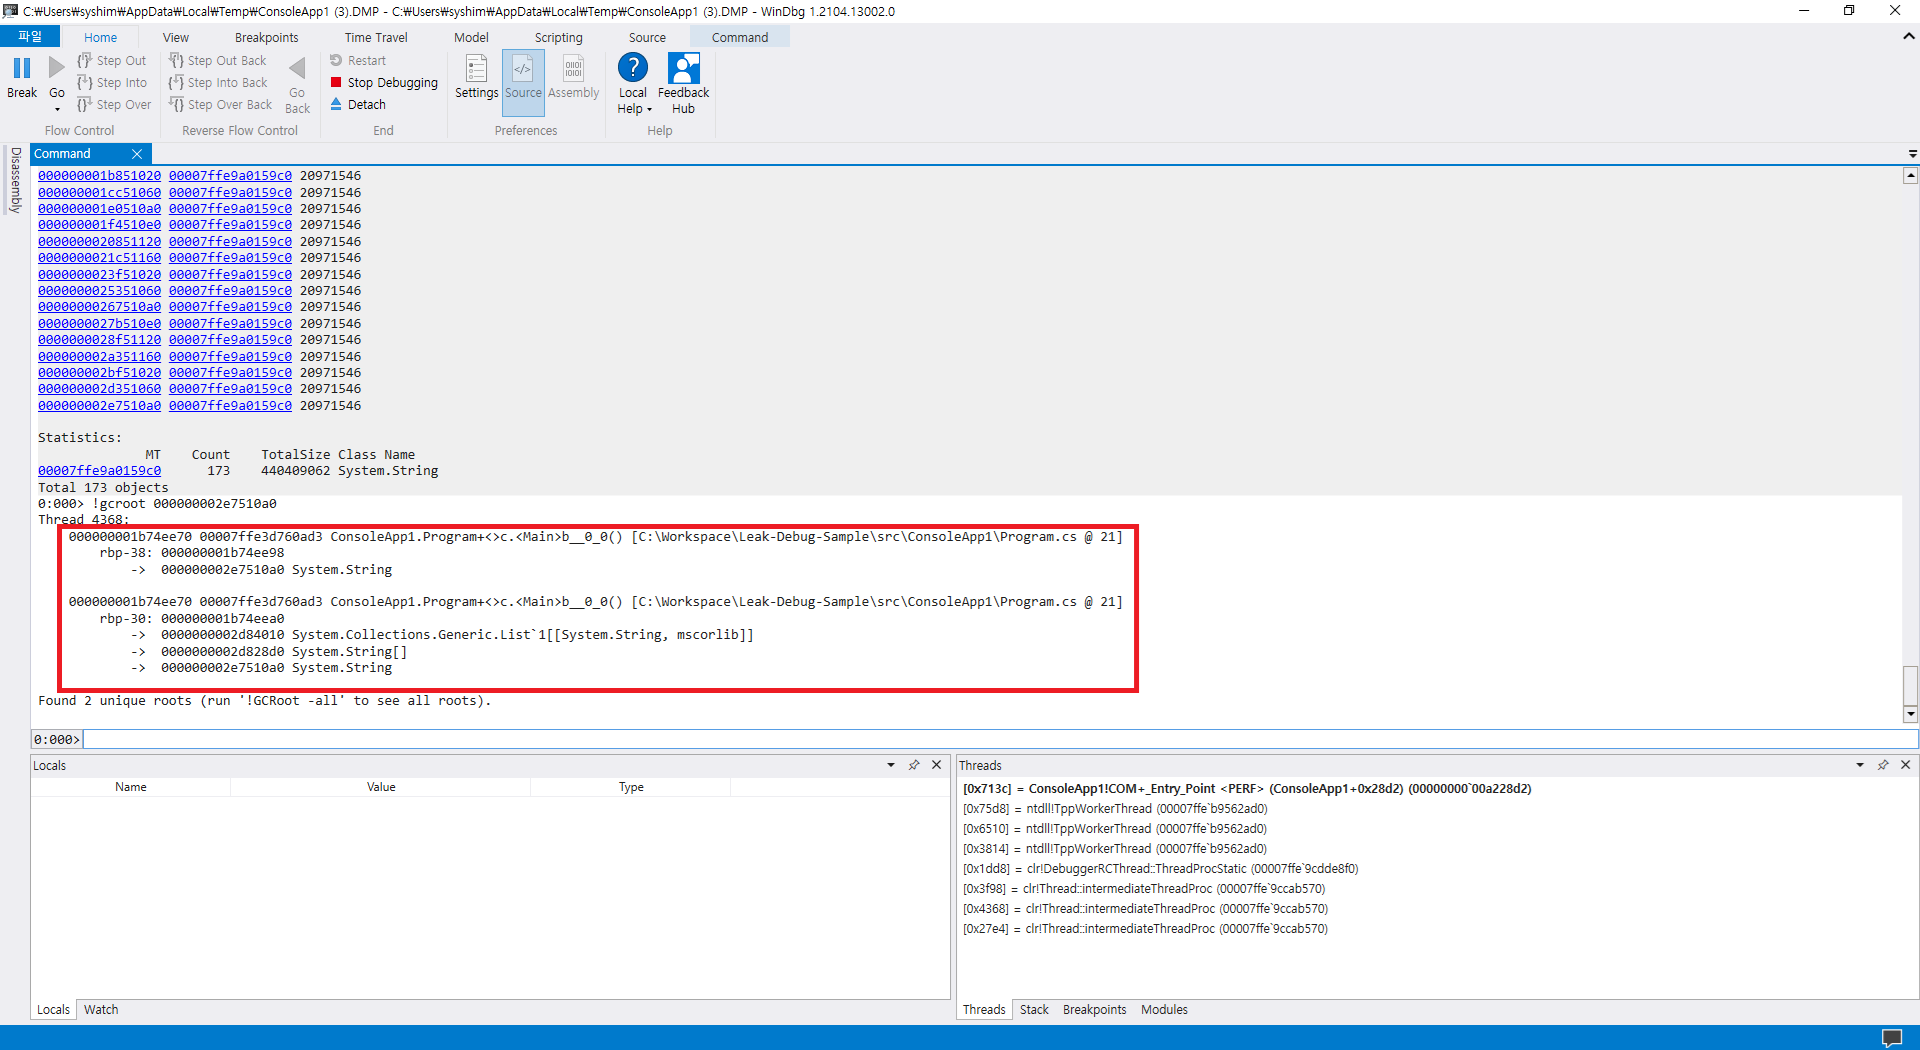 C:₩Users₩syshim₩AppData₩Local₩Temp₩ConsoleApp1 (3).DMP - C:₩Users₩syshim₩AppData₩Local₩Temp₩ConsoleApp1 (3).DMP - WinDbg 1.2104.13002.0
파일 Home View Breakpoints Time Travel Model Scripting Source Command
Break
Go
Step Out
Step Into
Step Over
Flow Control
Step Out Back
Step Into Back
Step Over Back
Go Back
Reverse Flow Control
Restart
Stop Debugging
Detach
End
Settings
Source
Assembly
Preferences
Local Help
Feedback Hub
Help
Disassembly
Command
000000001b851020 00007ffe9a0159c0 20971546
000000001cc51060 00007ffe9a0159c0 20971546
000000001e0510a0 00007ffe9a0159c0 20971546
000000001f4510e0 00007ffe9a0159c0 20971546
0000000020851120 00007ffe9a0159c0 20971546
0000000021c51160 00007ffe9a0159c0 20971546
0000000023f51020 00007ffe9a0159c0 20971546
0000000025351060 00007ffe9a0159c0 20971546
00000000267510a0 00007ffe9a0159c0 20971546
0000000027b510e0 00007ffe9a0159c0 20971546
0000000028f51120 00007ffe9a0159c0 20971546
000000002a351160 00007ffe9a0159c0 20971546
000000002bf51020 00007ffe9a0159c0 20971546
000000002d351060 00007ffe9a0159c0 20971546
000000002e7510a0 00007ffe9a0159c0 20971546
Statistics:
MT Count TotalSize Class Name
00007ffe9a0159c0 173 440409062 System.String
Total 173 objects
0:000> !gcroot 000000002e7510a0
Thread 4368:
000000001b74ee70 00007ffe3d760ad3 ConsoleApp1.Program+<>c.<Main>b__0_0() [C:\Workspace\Leak-Debug-Sample\src\ConsoleApp1\Program.cs @ 21]
rbp-38: 000000001b74ee98
-> 000000002e7510a0 System.String
000000001b74ee70 00007ffe3d760ad3 ConsoleApp1.Program+<>c.<Main>b__0_0() [C:\Workspace\Leak-Debug-Sample\src\ConsoleApp1\Program.cs @ 21]
rbp-30: 000000001b74eea0
-> 0000000002d84010 System.Collections.Generic.List`1[[System.String, mscorlib]]
-> 0000000002d828d0 System.String[]
-> 000000002e7510a0 System.String
Found 2 unique roots (run '!GCRoot -all' to see all roots).
0:000>
Locals
Name Value Type
Locals Watch
Threads
[0x713c] = ConsoleApp1!COM+_Entry_Point <PERF> (ConsoleApp1+0x28d2) (00000000`00a228d2)
[0x75d8] = ntdll!TppWorkerThread (00007ffe`b9562ad0)
[0x6510] = ntdll!TppWorkerThread (00007ffe`b9562ad0)
[0x3814] = ntdll!TppWorkerThread (00007ffe`b9562ad0)
[0x1dd8] = clr!DebuggerRCThread::ThreadProcStatic (00007ffe`9cdde8f0)
[0x3f98] = clr!Thread::intermediateThreadProc (00007ffe`9ccab570)
[0x4368] = clr!Thread::intermediateThreadProc (00007ffe`9ccab570)
[0x27e4] = clr!Thread::intermediateThreadProc (00007ffe`9ccab570)
Threads Stack Breakpoints Modules